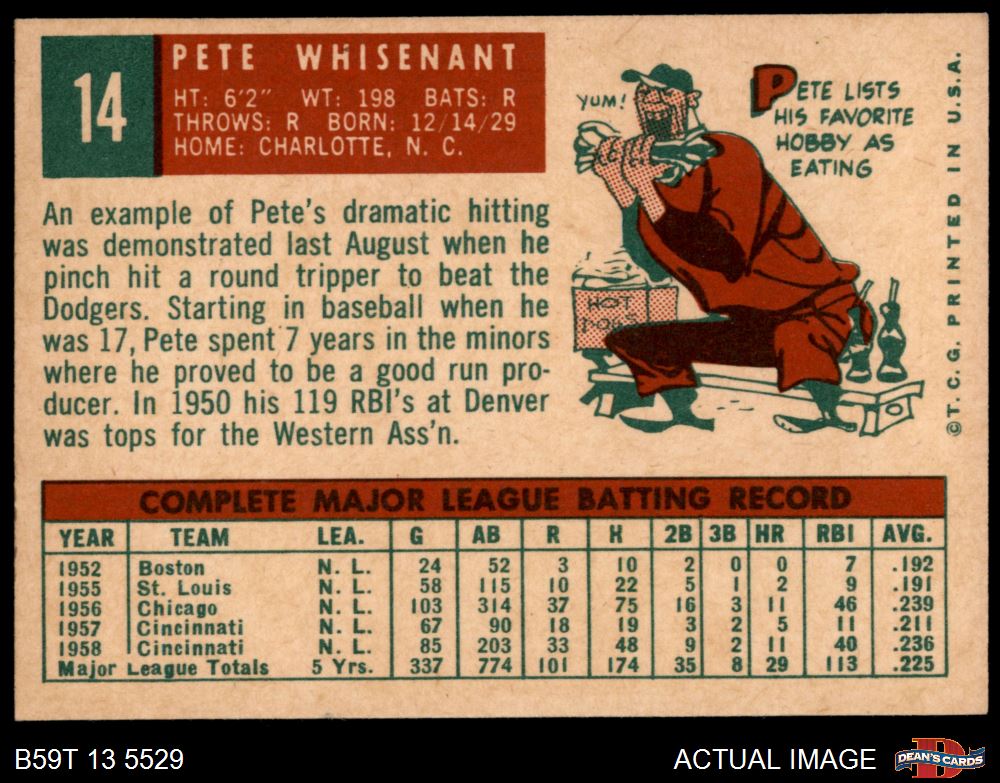 14
PETE WHISENANT
HT: 6'2" WT: 198 BATS: R
THROWS: R BORN: 12/14/29
HOME: CHARLOTTE, N. C.
An example of Pete's dramatic hitting
was demonstrated last August when he
pinch hit a round tripper to beat the
Dodgers. Starting in baseball when he
was 17, Pete spent 7 years in the minors
where he proved to be a good run pro-
ducer. In 1950 his 119 RBI's at Denver
was tops for the Western Ass'n.
YUM!
PETE LISTS
HIS FAVORITE
HOBBY AS
EATING
HOT
DOGS
©T. C. G. PRINTED IN U.S.A.
COMPLETE MAJOR LEAGUE BATTING RECORD
YEAR TEAM LEA. G AB R H 2B 3B HR RBI AVG.
1952 Boston N. L. 24 52 3 10 2 0 0 7 .192
1955 St. Louis N. L. 58 115 10 22 5 1 2 9 .191
1956 Chicago N. L. 103 314 37 75 16 3 11 46 .239
1957 Cincinnati N. L. 67 90 18 19 3 2 5 11 .211
1958 Cincinnati N. L. 85 203 33 48 9 2 11 40 .236
Major League Totals 5 Yrs. 337 774 101 174 35 8 29 113 .225
B59T 13 5529
ACTUAL IMAGE
D
DEAN'S CARDS